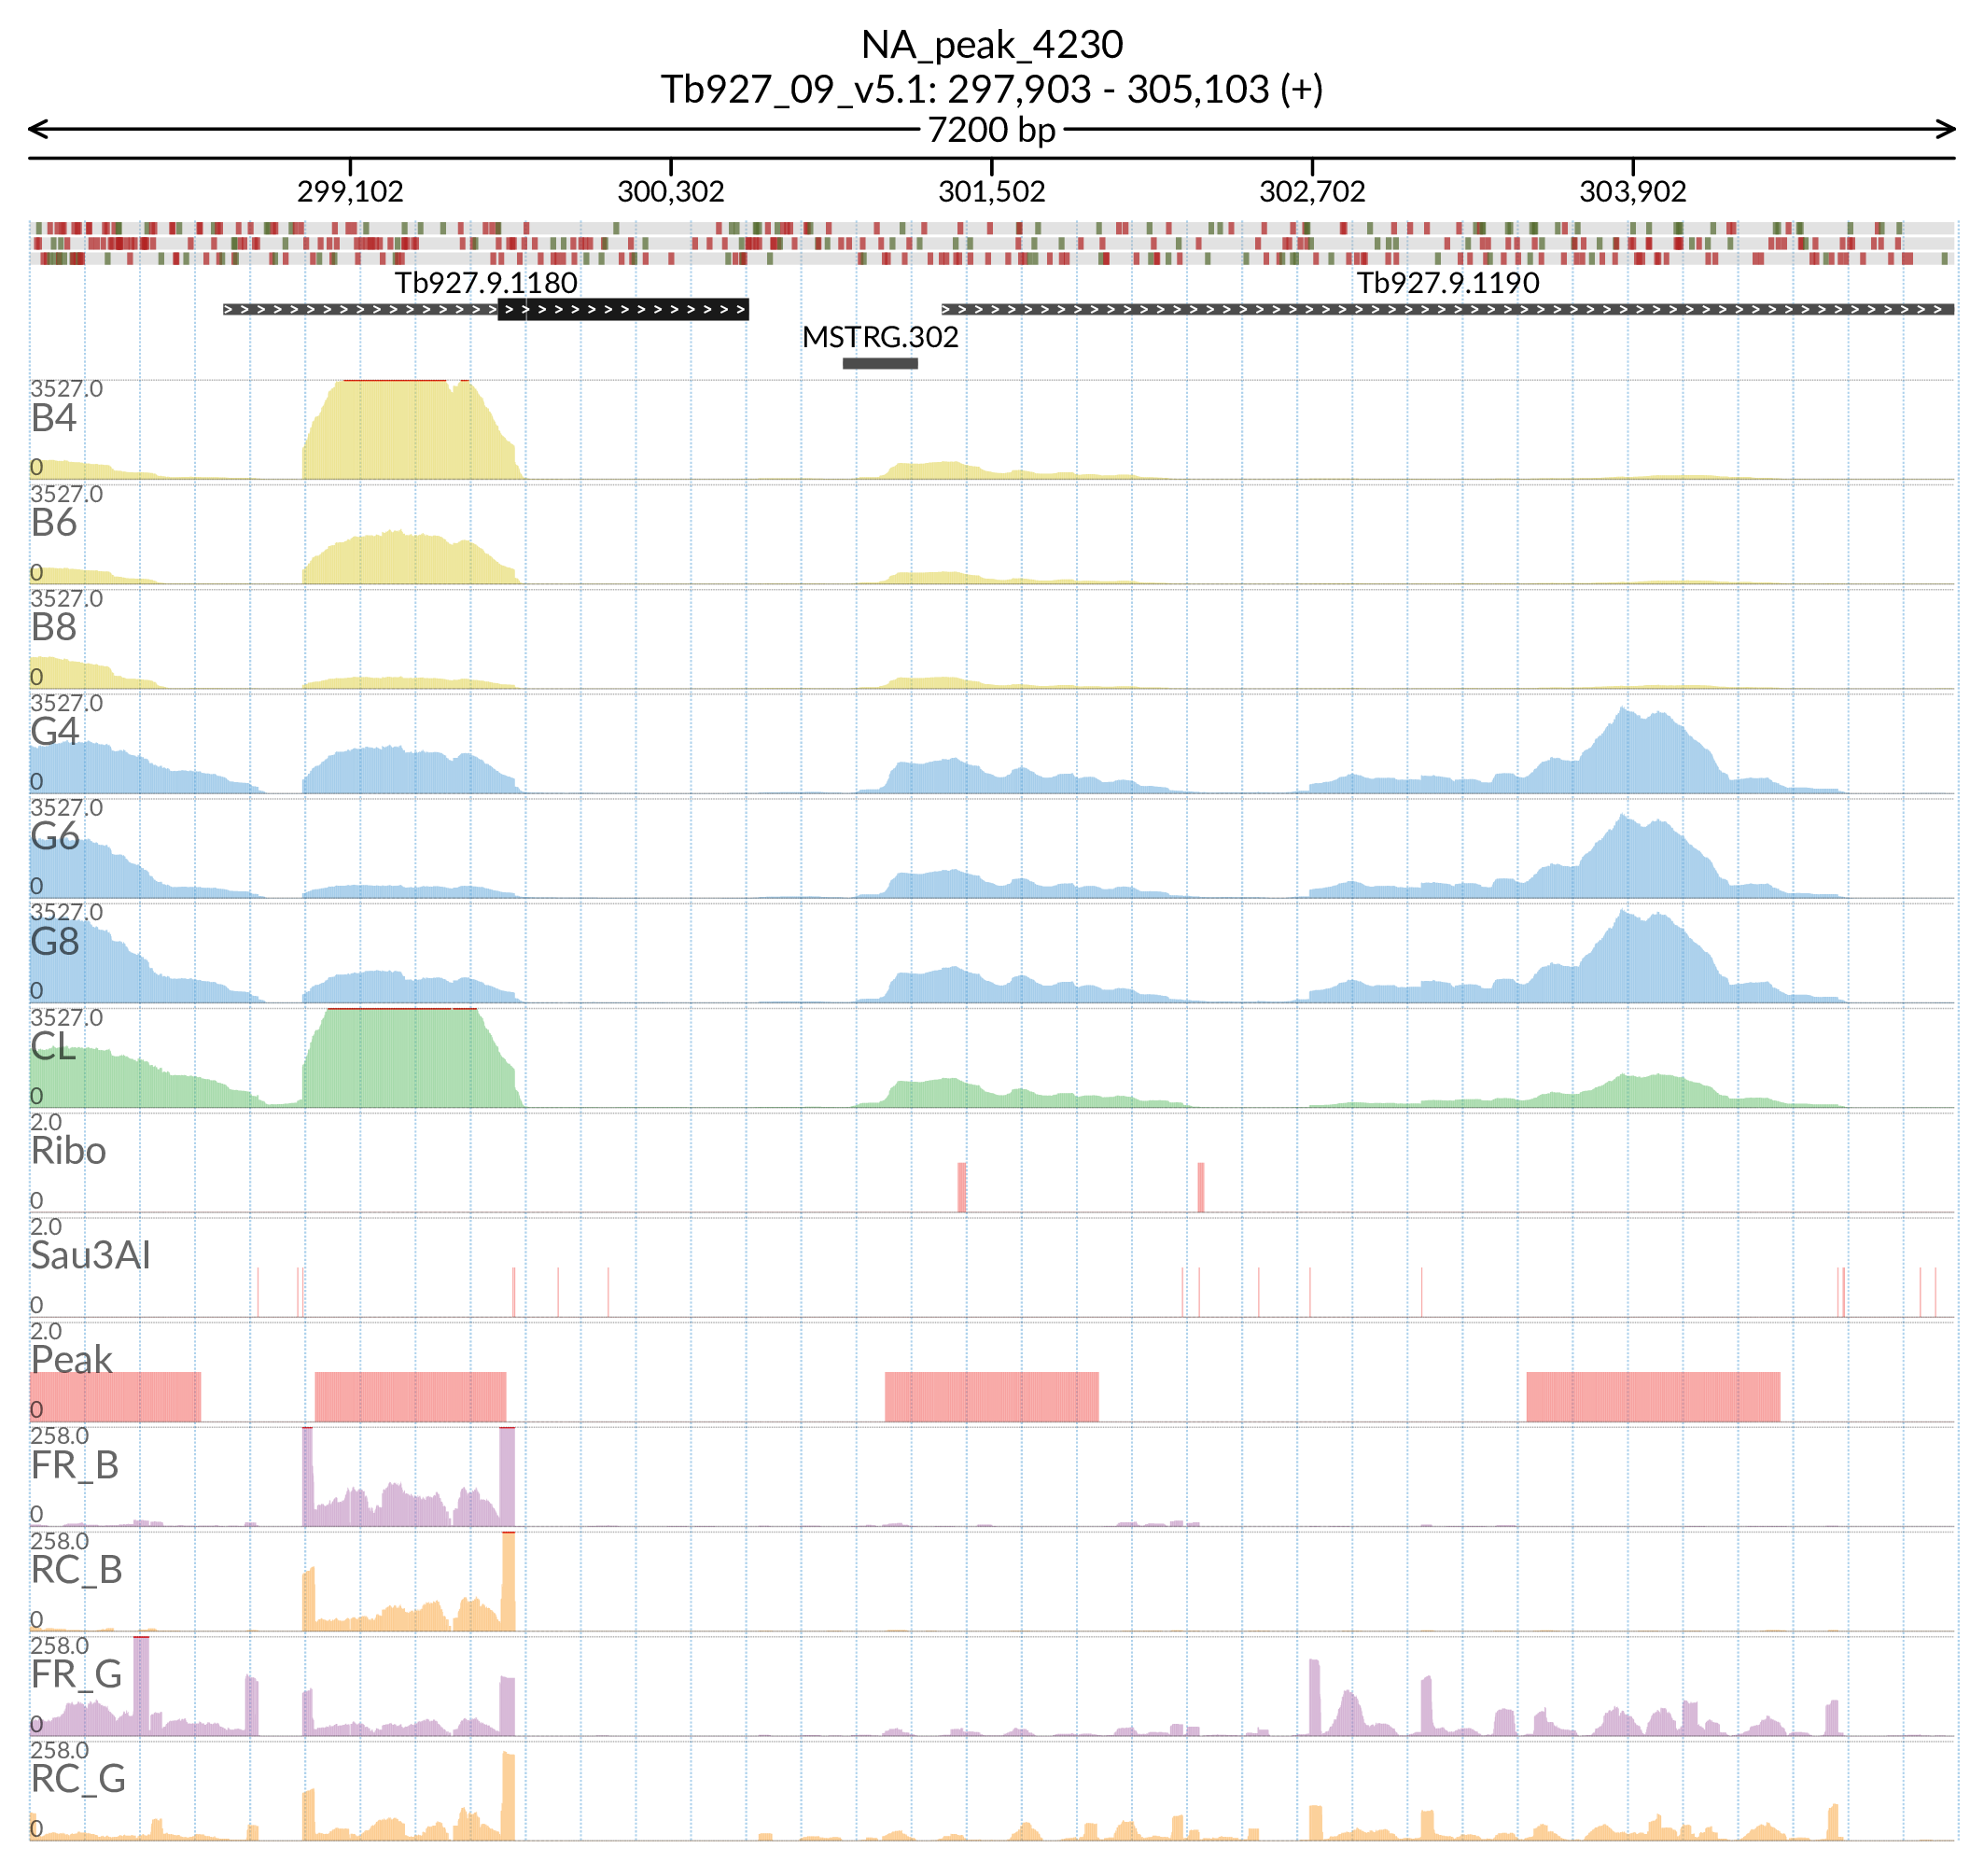 NA_peak_4230
Tb927_09_v5.1: 297,903 - 305,103 (+)
7200 bp
299,102 300,302 301,502 302,702 303,902
Tb927.9.1180 Tb927.9.1190
MSTRG.302
3527.0
B4
0
3527.0
B6
0
3527.0
B8
0
3527.0
G4
0
3527.0
G6
0
3527.0
G8
0
3527.0
CL
0
2.0
Ribo
0
2.0
Sau3AI
0
2.0
Peak
0
258.0
FR_B
0
258.0
RC_B
0
258.0
FR_G
0
258.0
RC_G
0